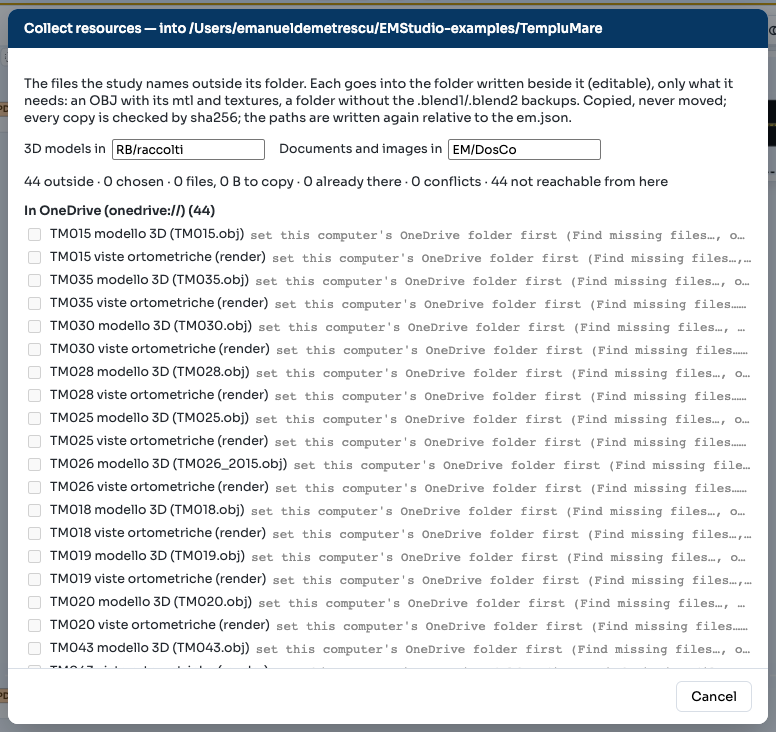 Collect resources — into /Users/emanueldemetrescu/EMStudio-examples/TempluMare
The files the study names outside its folder. Each goes into the folder written beside it (editable), only what it
needs: an OBJ with its mtl and textures, a folder without the .blend1/.blend2 backups. Copied, never moved;
every copy is checked by sha256; the paths are written again relative to the em.json.
3D models in RB/raccolti Documents and images in EM/DosCo
44 outside · 0 chosen · 0 files, 0 B to copy · 0 already there · 0 conflicts · 44 not reachable from here
In OneDrive (onedrive://) (44)
TM015 modello 3D (TM015.obj) set this computer's OneDrive folder first (Find missing files…, o…
TM015 viste ortometriche (render) set this computer's OneDrive folder first (Find missing files…,…
TM035 modello 3D (TM035.obj) set this computer's OneDrive folder first (Find missing files…, o…
TM035 viste ortometriche (render) set this computer's OneDrive folder first (Find missing files……
TM030 modello 3D (TM030.obj) set this computer's OneDrive folder first (Find missing files…, …
TM030 viste ortometriche (render) set this computer's OneDrive folder first (Find missing files……
TM028 modello 3D (TM028.obj) set this computer's OneDrive folder first (Find missing files…, o…
TM028 viste ortometriche (render) set this computer's OneDrive folder first (Find missing files……
TM025 modello 3D (TM025.obj) set this computer's OneDrive folder first (Find missing files…, o…
TM025 viste ortometriche (render) set this computer's OneDrive folder first (Find missing files……
TM026 modello 3D (TM026_2015.obj) set this computer's OneDrive folder first (Find missing file…
TM026 viste ortometriche (render) set this computer's OneDrive folder first (Find missing files……
TM018 modello 3D (TM018.obj) set this computer's OneDrive folder first (Find missing files…, o…
TM018 viste ortometriche (render) set this computer's OneDrive folder first (Find missing files…,…
TM019 modello 3D (TM019.obj) set this computer's OneDrive folder first (Find missing files…, o…
TM019 viste ortometriche (render) set this computer's OneDrive folder first (Find missing files…,…
TM020 modello 3D (TM020.obj) set this computer's OneDrive folder first (Find missing files…, …
TM020 viste ortometriche (render) set this computer's OneDrive folder first (Find missing files……
TM043 modello 3D (TM043.obj) set this computer's OneDrive folder first (Find missing files…, o…
Cancel